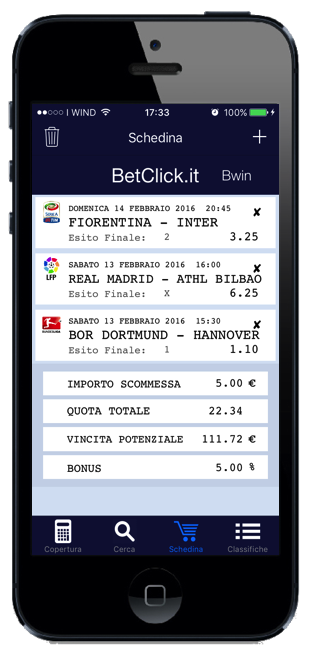 I WIND 17:33 100%
Schedina +
BetClick.it Bwin
DOMENICA 14 FEBBRAIO 2016 20:45
FIORENTINA - INTER
Esito Finale: 2 3.25
SABATO 13 FEBBRAIO 2016 16:00
LFP
REAL MADRID - ATHL BILBAO
Esito Finale: X 6.25
SABATO 13 FEBBRAIO 2016 15:30
BOR DORTMUND - HANNOVER
Esito Finale: 1 1.10
IMPORTO SCOMMESSA 5.00 €
QUOTA TOTALE 22.34
VINCITA POTENZIALE 111.72 €
BONUS 5.00 %
Copertura Cerca Schedina Classifiche